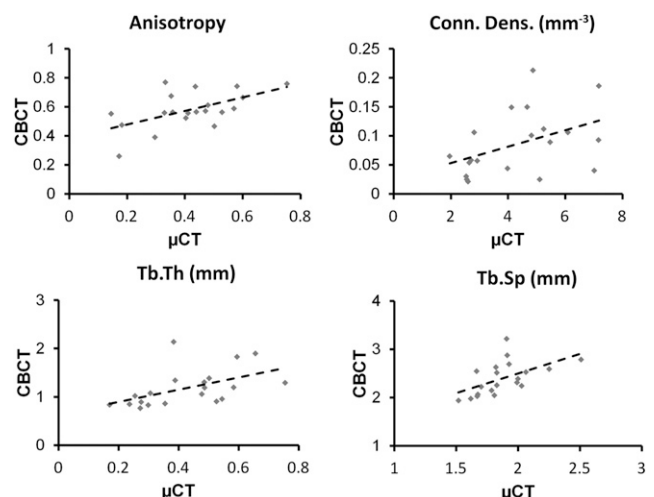 Anisotropy
1
0.8
0.6
0.4
0.2
0
CBCT
0 0.2 0.4 0.6 0.8
µCT
Conn. Dens. (mm⁻³)
0.25
0.2
0.15
0.1
0.05
0
CBCT
0 2 4 6 8
µCT
Tb.Th (mm)
3
2
1
0
CBCT
0 0.2 0.4 0.6 0.8
µCT
Tb.Sp (mm)
4
3
2
1
CBCT
1 1.5 2 2.5 3
µCT